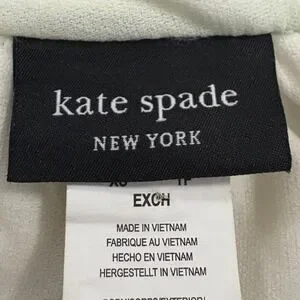 kate spade
NEW YORK
EXCH
MADE IN VIETNAM
FABRIQUE AU VIETNAM
HECHO EN VIETNAM
HERGESTELLT IN VIETNAM